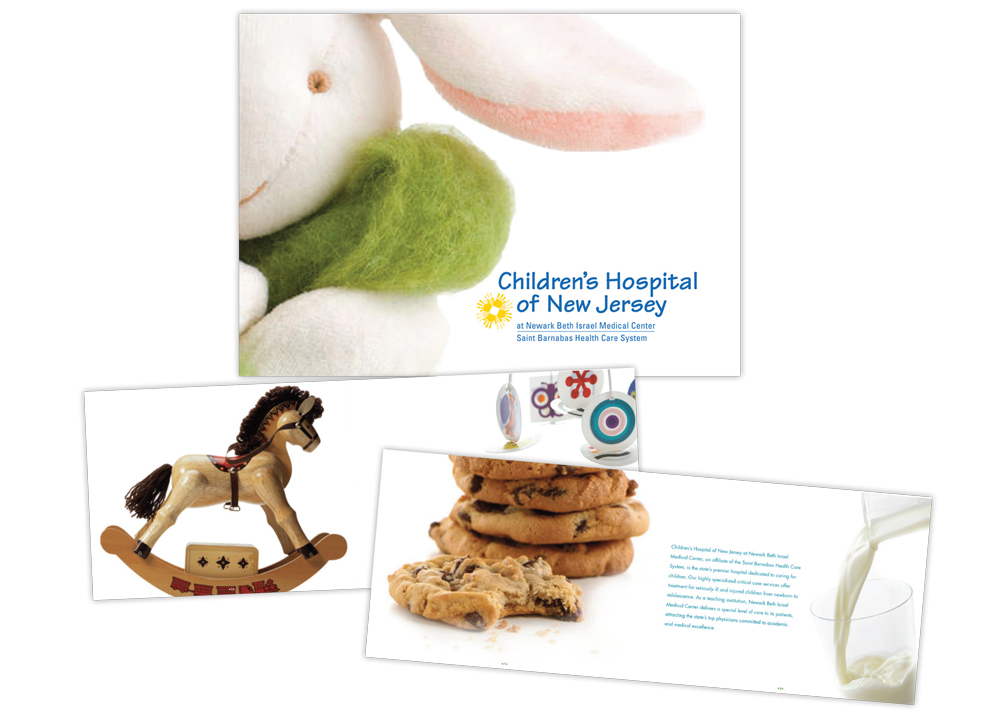 Children's Hospital
of New Jersey
at Newark Beth Israel Medical Center
Saint Barnabas Health Care System
Children's Hospital of New Jersey at Newark Beth Israel
Medical Center, an affiliate of the Saint Barnabas Health Care
System, is the state's premier hospital dedicated to caring for
children. Our highly specialized critical care services offer
treatment for seriously ill and injured children from newborn to
adolescence. As a teaching institution, Newark Beth Israel
Medical Center delivers a special level of care to its patients,
attracting the state's top physicians committed to academic
and medical excellence.